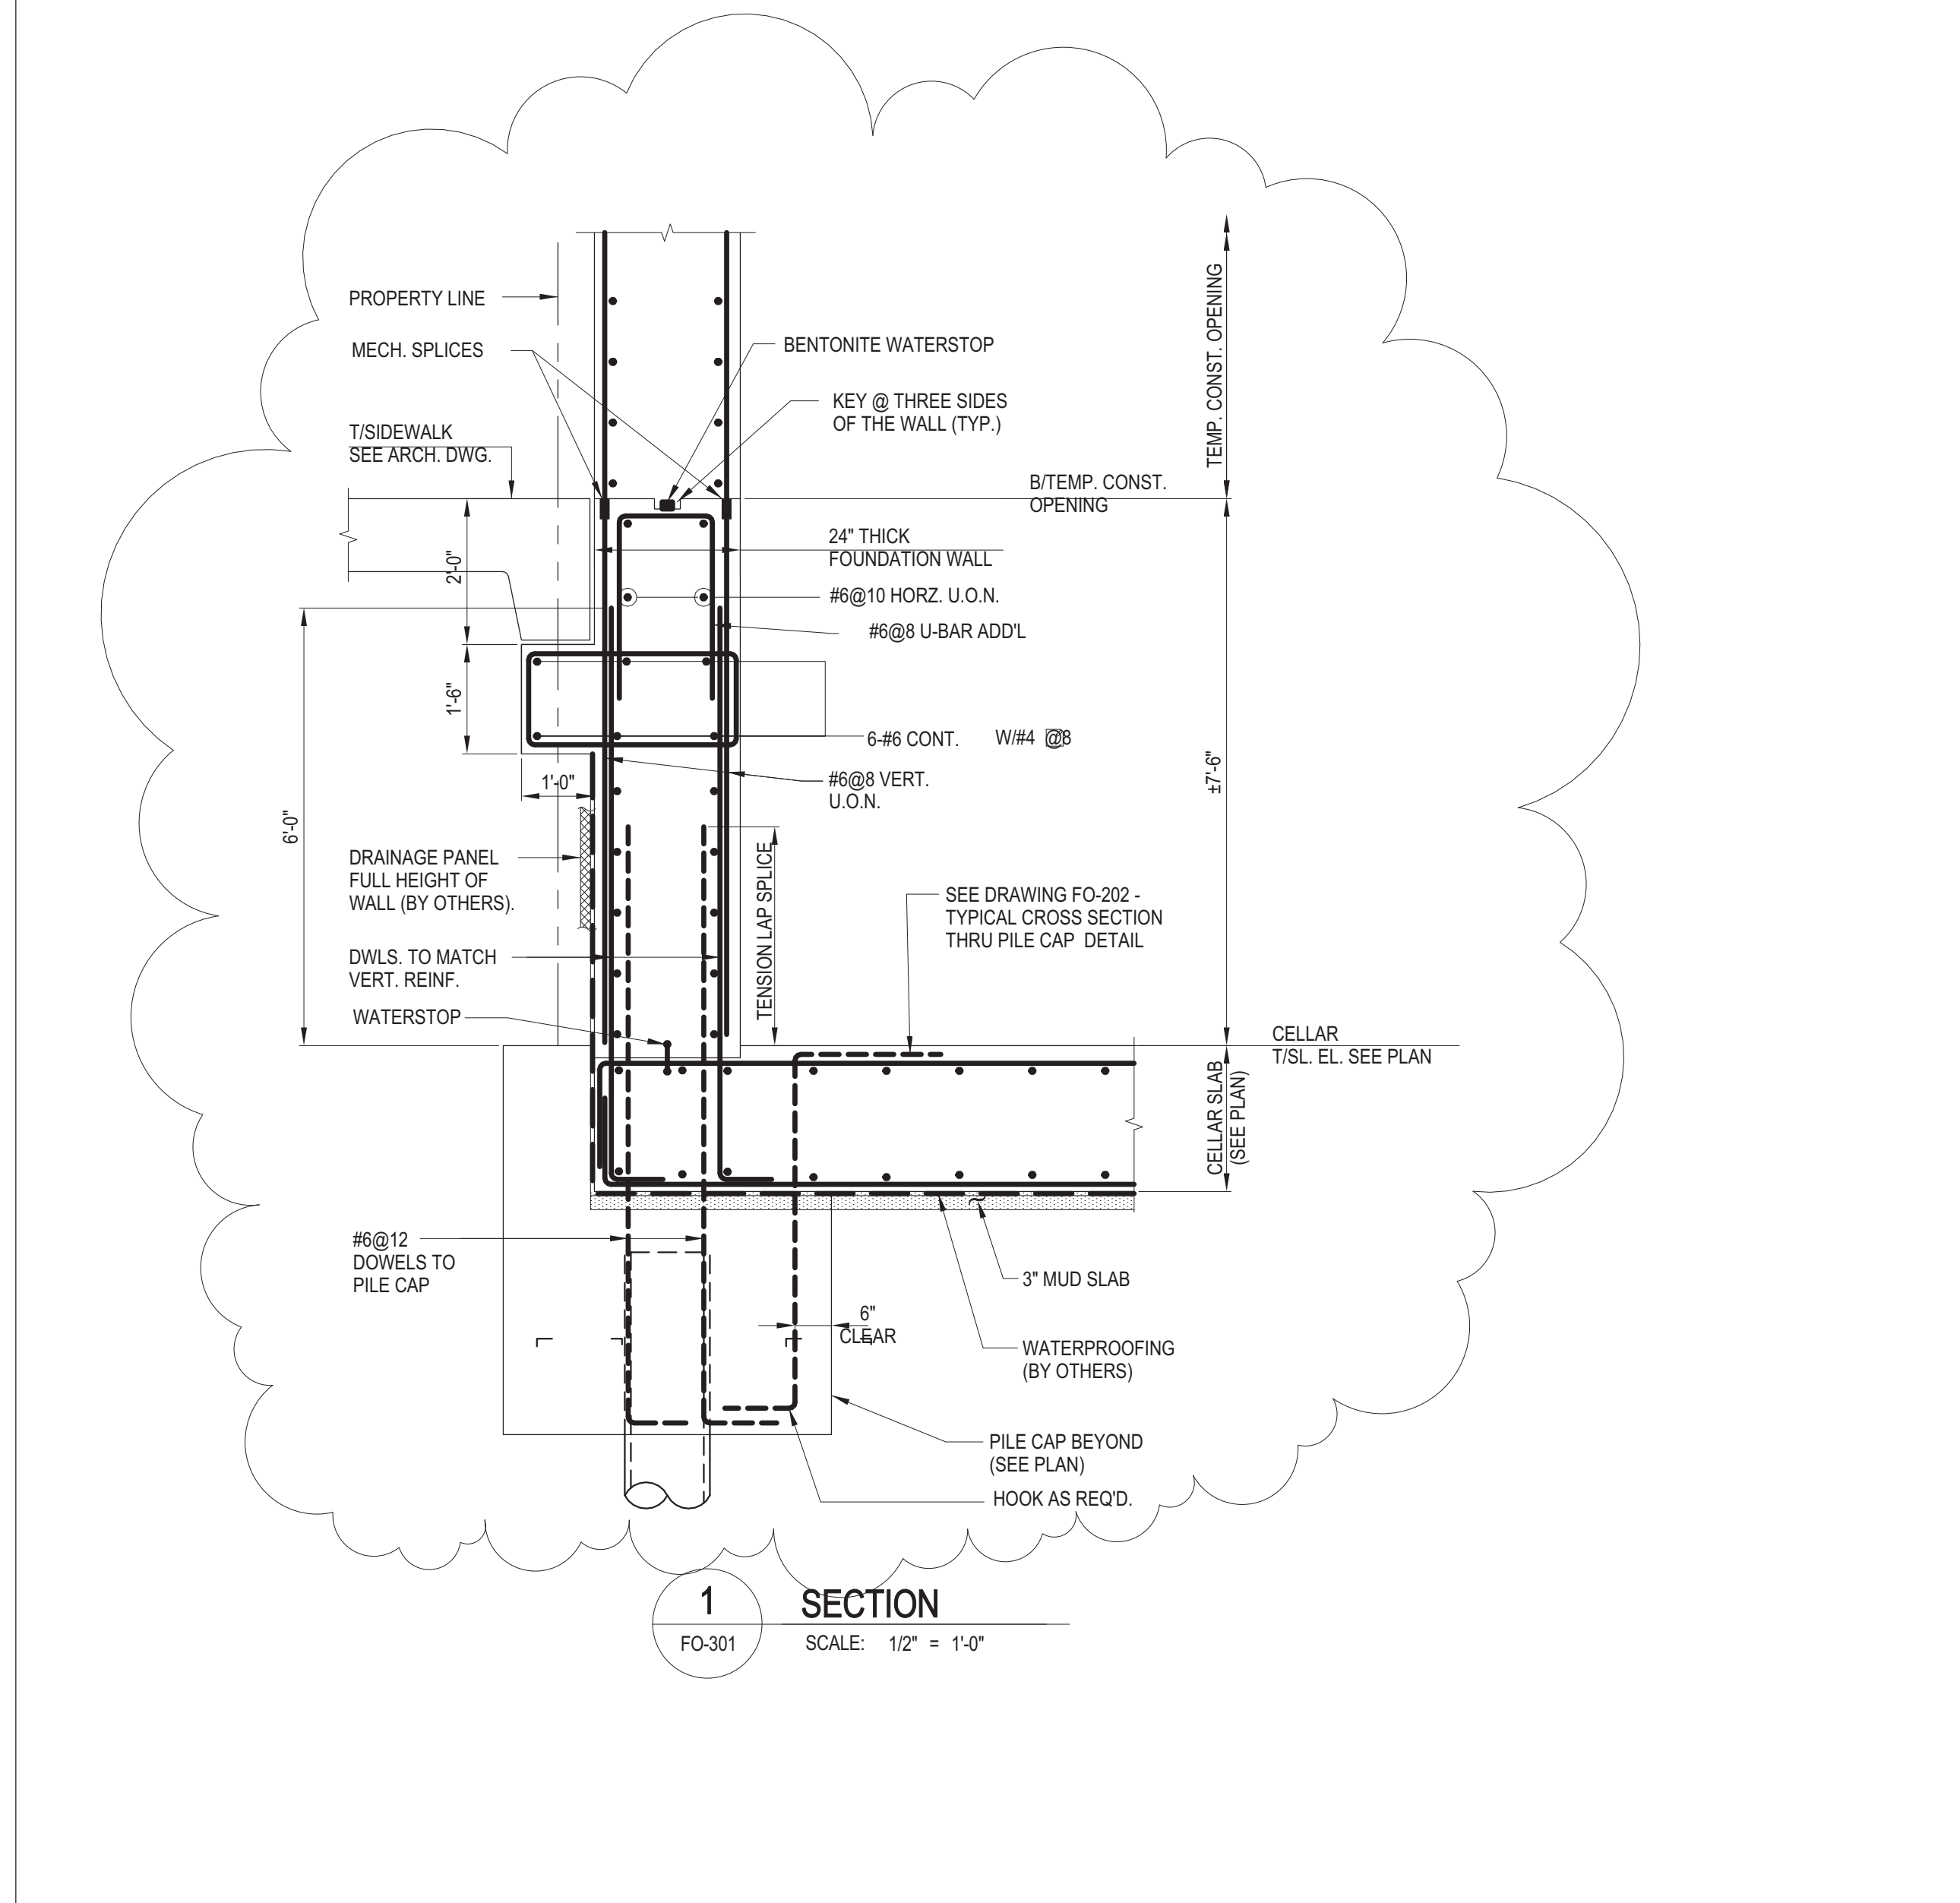 PROPERTY LINE
MECH. SPLICES
BENTONITE WATERSTOP
KEY @ THREE SIDES
OF THE WALL (TYP.)
TEMP. CONST. OPENING
T/SIDEWALK
SEE ARCH. DWG.
B/TEMP. CONST.
OPENING
24" THICK
FOUNDATION WALL
2'-0"
#6@10 HORZ. U.O.N.
#6@8 U-BAR ADD'L
1'-6"
6-#6 CONT. W/#4 @8
#6@8 VERT.
U.O.N.
1'-0"
±7'-6"
6'-0"
DRAINAGE PANEL
FULL HEIGHT OF
WALL (BY OTHERS).
TENSION LAP SPLICE
SEE DRAWING FO-202 -
TYPICAL CROSS SECTION
THRU PILE CAP DETAIL
DWLS. TO MATCH
VERT. REINF.
WATERSTOP
CELLAR
T/SL. EL. SEE PLAN
CELLAR SLAB
(SEE PLAN)
#6@12
DOWELS TO
PILE CAP
3" MUD SLAB
6"
CLEAR
WATERPROOFING
(BY OTHERS)
PILE CAP BEYOND
(SEE PLAN)
HOOK AS REQ'D.
1
FO-301
SECTION
SCALE: 1/2" = 1'-0"